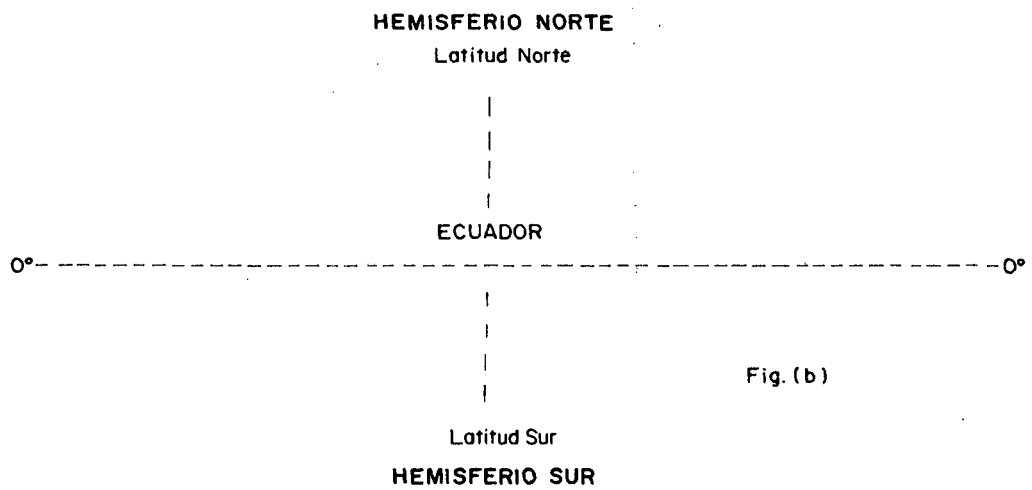 HEMISFERIO NORTE
Latitud Norte
ECUADOR
0° 0°
Fig. (b)
Latitud Sur
HEMISFERIO SUR